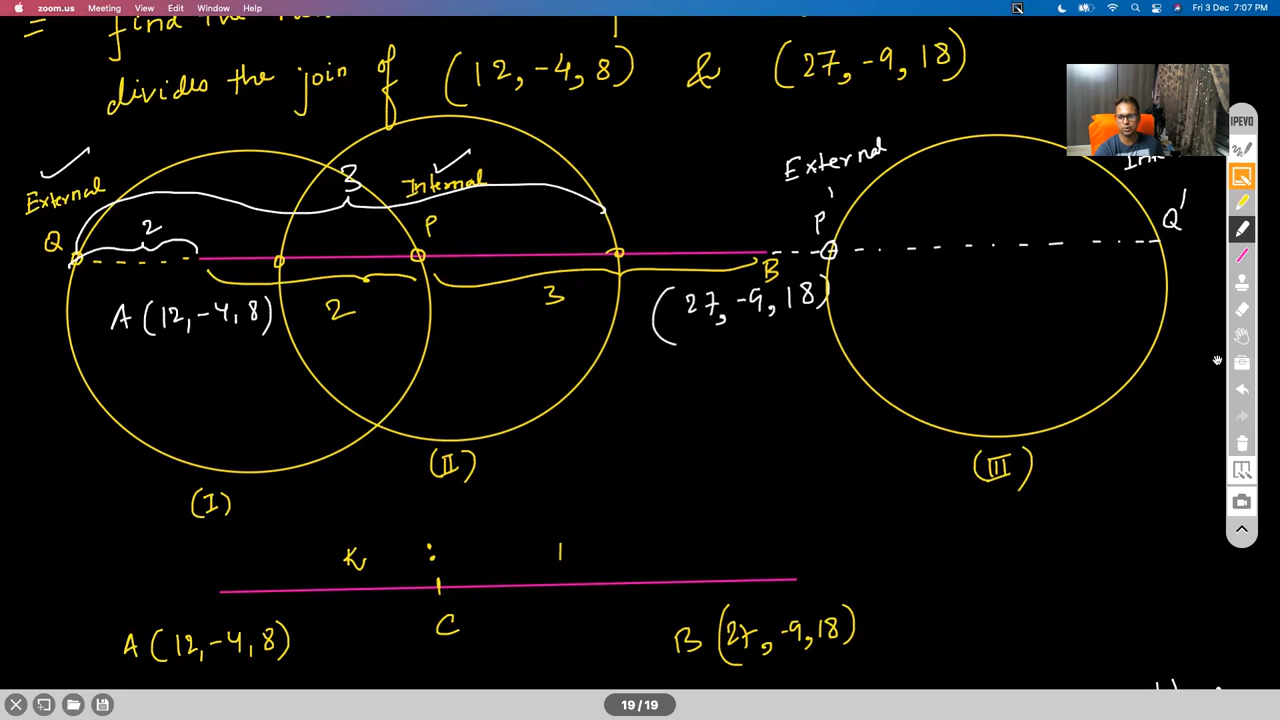 zoom.us Meeting View Edit Window Help Fri 3 Dec 7:07 PM
= find the
divides the join of (12, -4, 8) & (27, -9, 18)
IPEVO
External 3 Internal External
Q 2 P P' Q'
B
A (12, -4, 8) 2 3 (27, -9, 18)
(I) (II) (III)
K : 1
C
A (12, -4, 8) B (27, -9, 18)
19 / 19